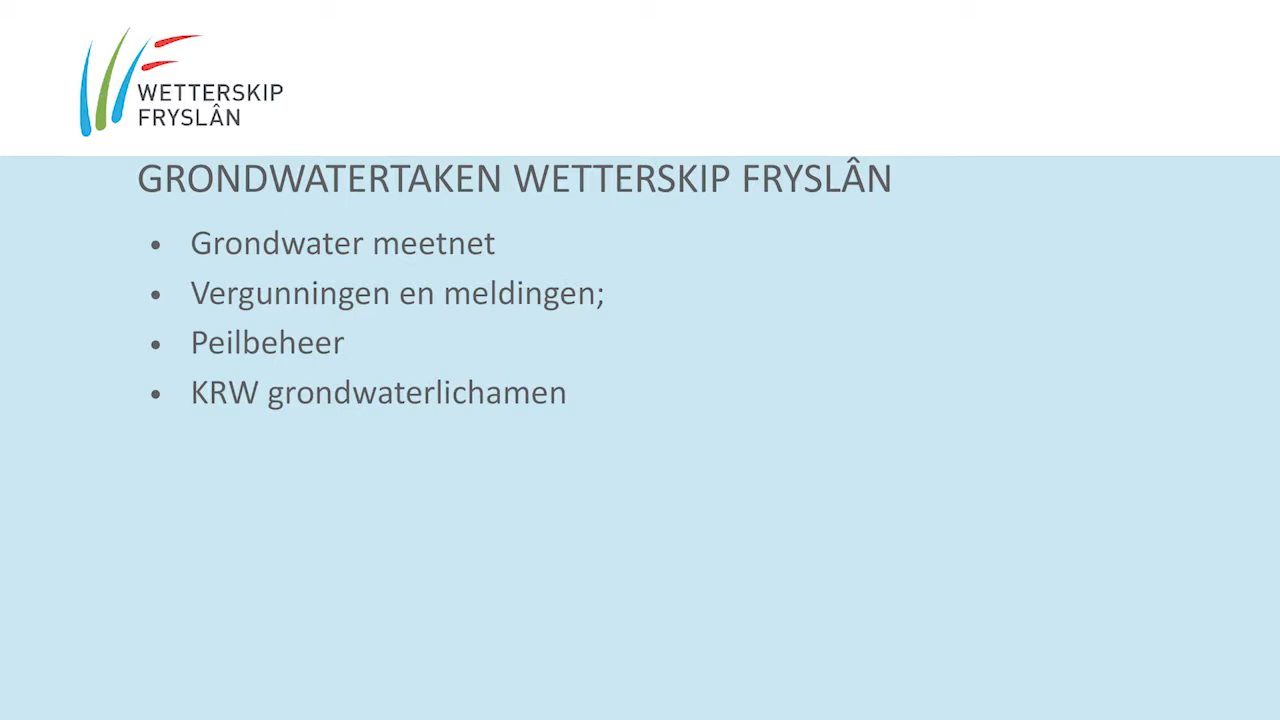 WETTERSKIP
FRYSLÂN
GRONDWATERTAKEN WETTERSKIP FRYSLÂN
• Grondwater meetnet
• Vergunningen en meldingen;
• Peilbeheer
• KRW grondwaterlichamen